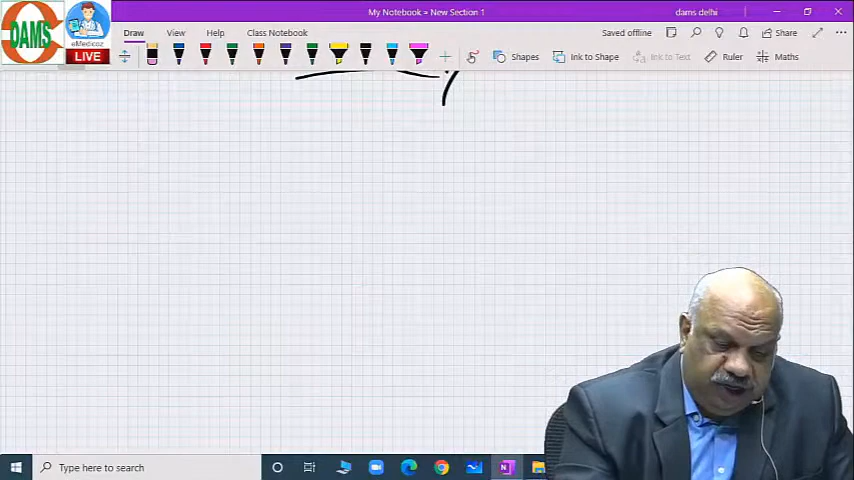 My Notebook » New Section 1
dams delhi
DAMS
eMedicoz
LIVE
Draw
View
Help
Class Notebook
Saved offline
Share
Shapes
Ink to Shape
Ink to Text
Ruler
Maths
Type here to search